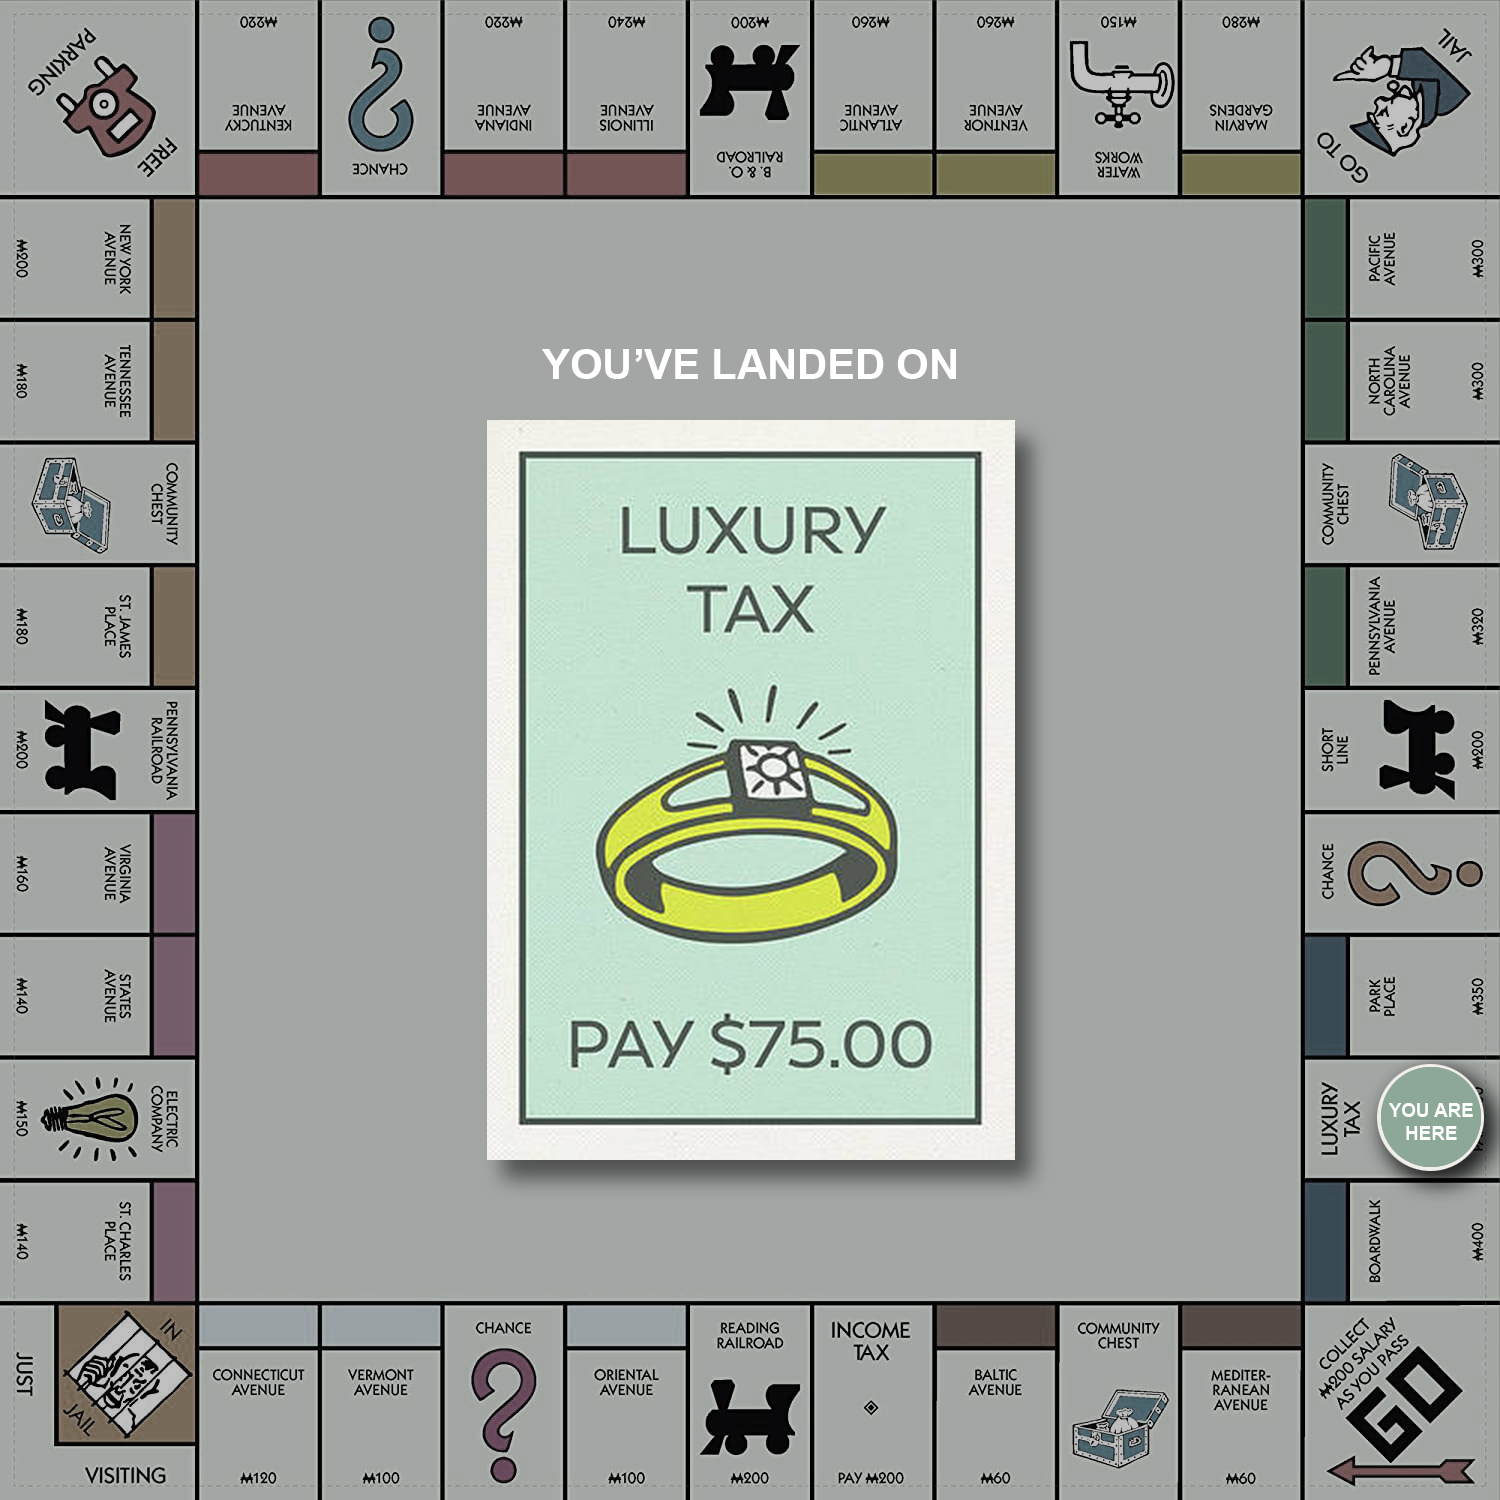 FREE
PARKING
₩220
KENTUCKY
AVENUE
CHANCE
₩220
INDIANA
AVENUE
₩240
ILLINOIS
AVENUE
₩200
B. & O.
RAILROAD
₩260
ATLANTIC
AVENUE
₩260
VENTNOR
AVENUE
₩150
WATER
WORKS
₩280
MARVIN
GARDENS
GO TO
JAIL
NEW YORK
AVENUE
₩200
TENNESSEE
AVENUE
₩180
COMMUNITY
CHEST
ST. JAMES
PLACE
₩180
PENNSYLVANIA
RAILROAD
₩200
VIRGINIA
AVENUE
₩160
STATES
AVENUE
₩140
ELECTRIC
COMPANY
₩150
ST. CHARLES
PLACE
₩140
YOU’VE LANDED ON
LUXURY
TAX
PAY $75.00
PACIFIC
AVENUE
₩300
NORTH
CAROLINA
AVENUE
₩300
COMMUNITY
CHEST
PENNSYLVANIA
AVENUE
₩320
SHORT
LINE
₩200
CHANCE
PARK
PLACE
₩350
LUXURY
TAX
YOU ARE
HERE
BOARDWALK
₩400
JUST
VISITING
IN
JAIL
CONNECTICUT
AVENUE
₩120
VERMONT
AVENUE
₩100
CHANCE
ORIENTAL
AVENUE
₩100
READING
RAILROAD
₩200
INCOME
TAX
PAY ₩200
BALTIC
AVENUE
₩60
COMMUNITY
CHEST
MEDITER-
RANEAN
AVENUE
₩60
COLLECT
₩200 SALARY
AS YOU PASS
GO